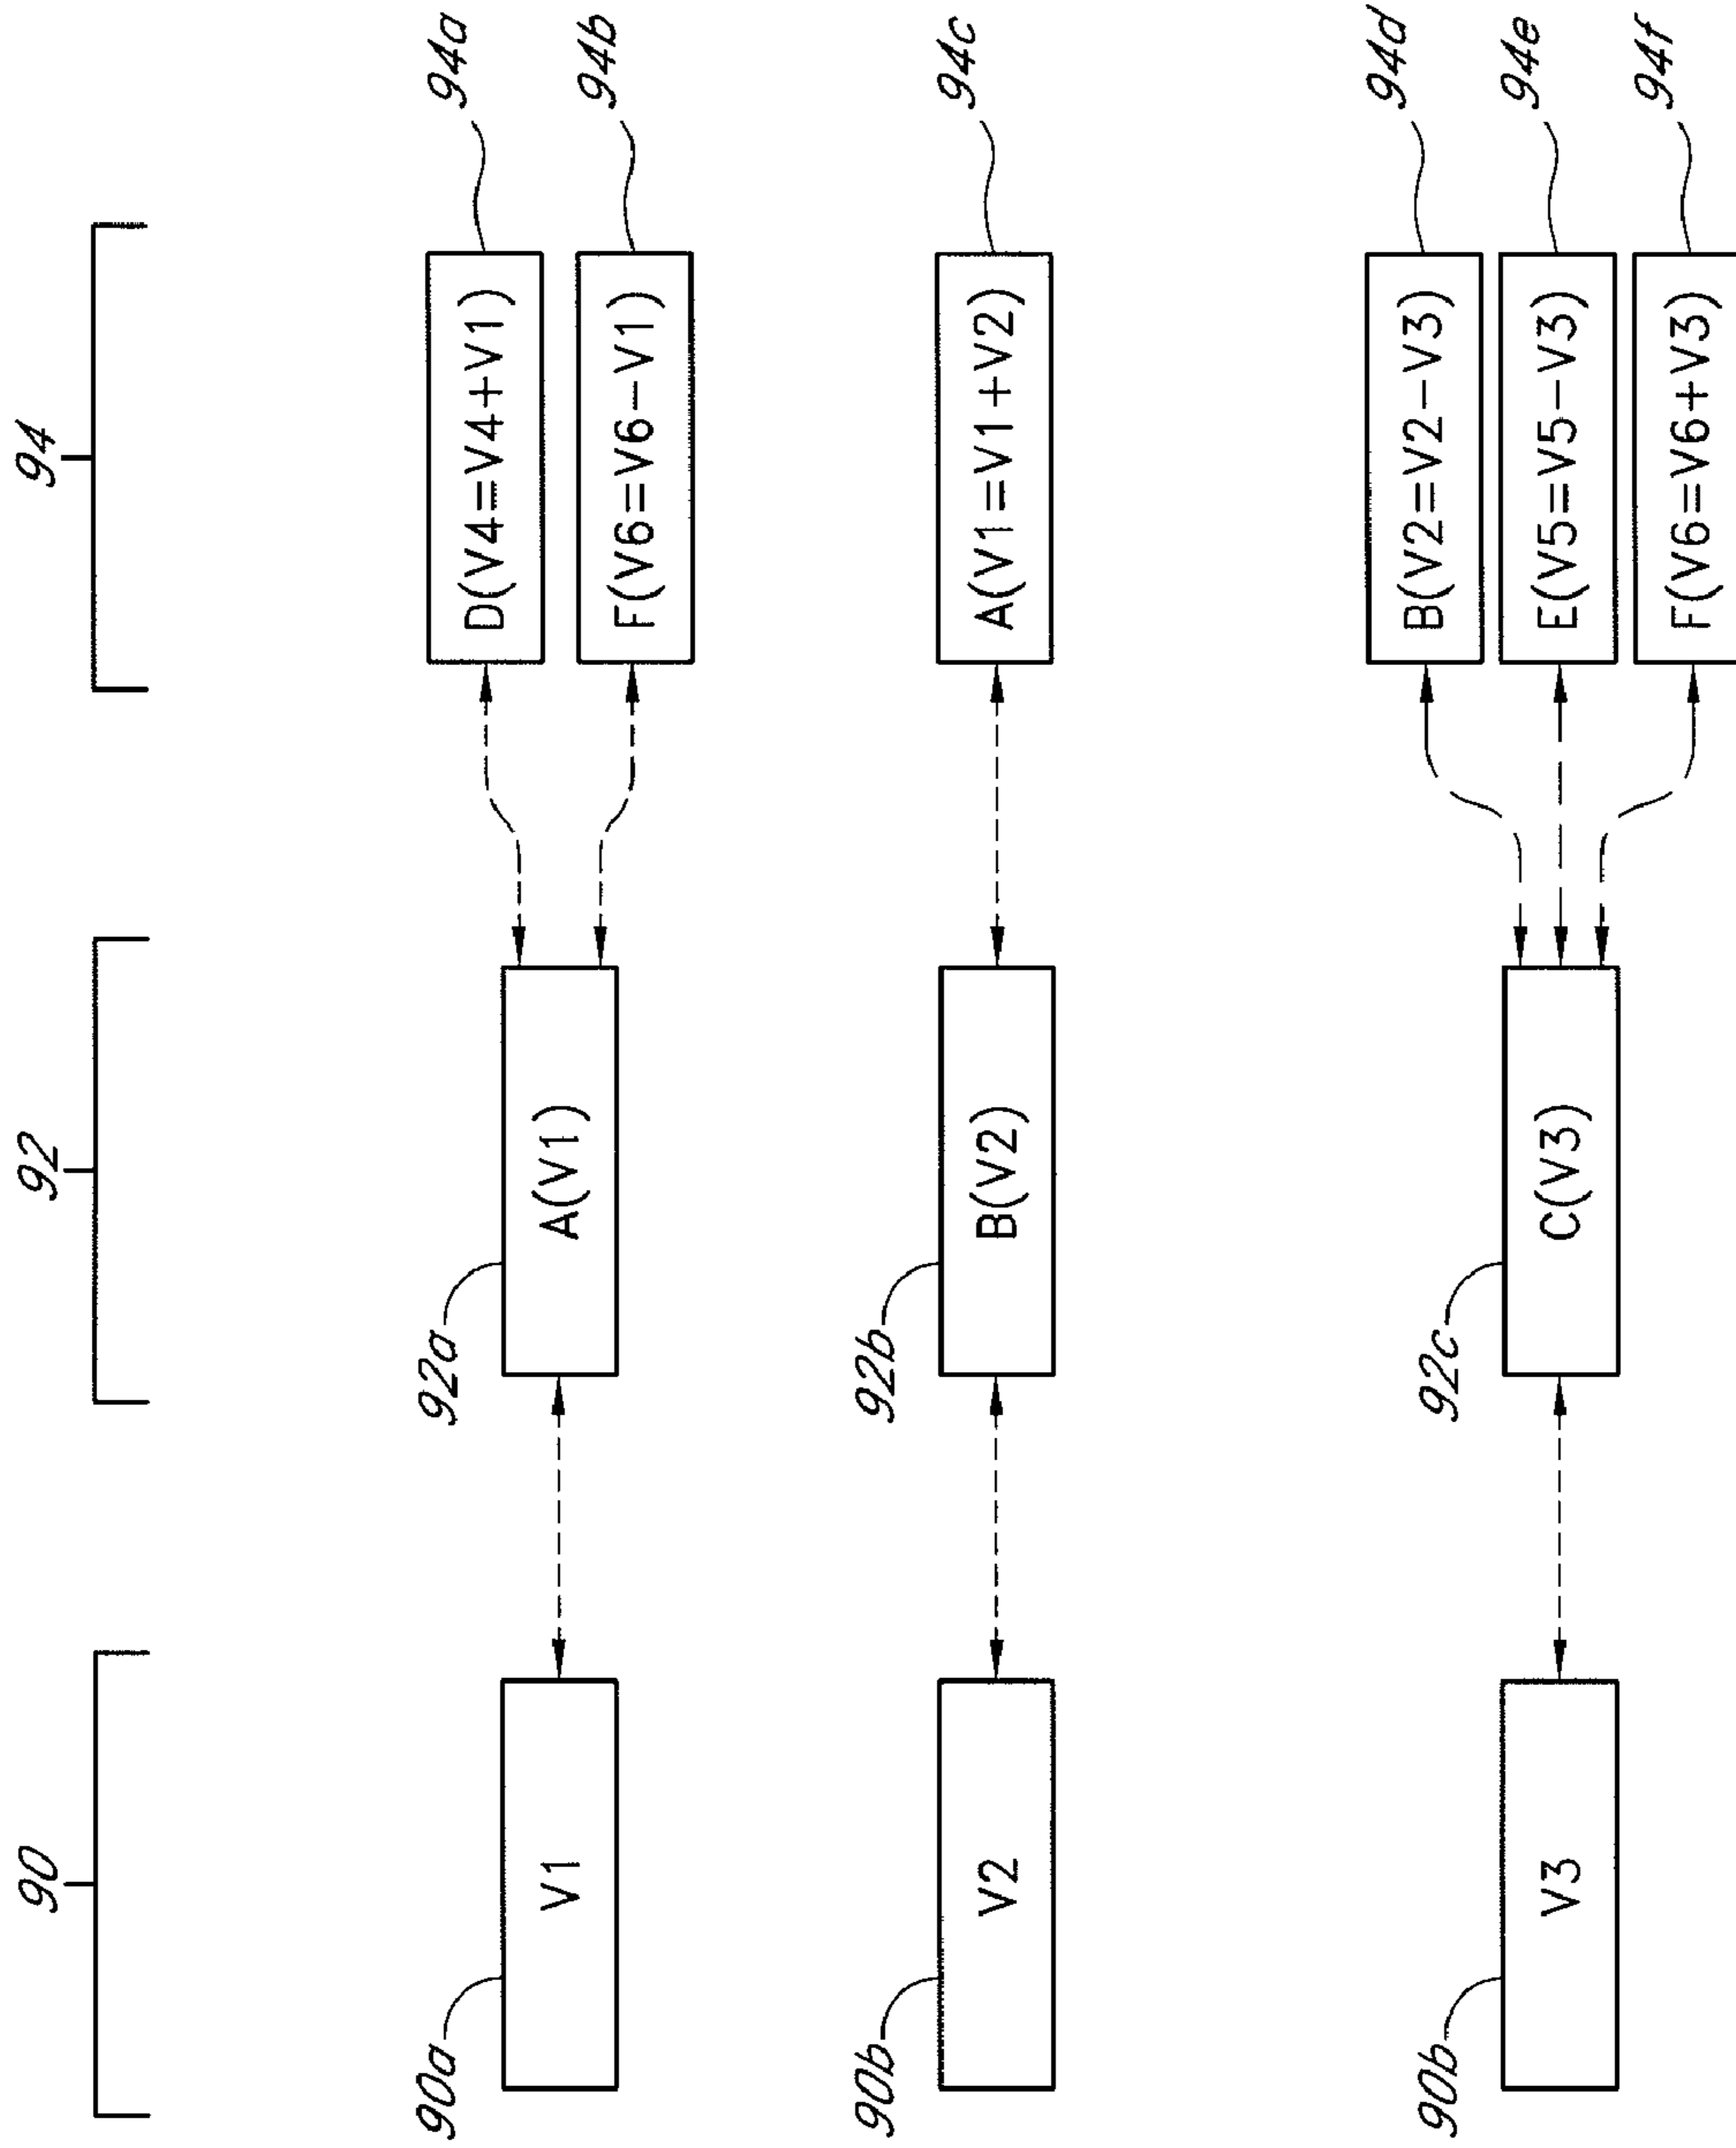 90
92
94
90a
V1
92a
A(V1)
D(V4=V4+V1)
94a
F(V6=V6-V1)
94b
90b
V2
92b
B(V2)
A(V1=V1+V2)
94c
90b
V3
92c
C(V3)
B(V2=V2-V3)
94d
E(V5=V5-V3)
94e
F(V6=V6+V3)
94f